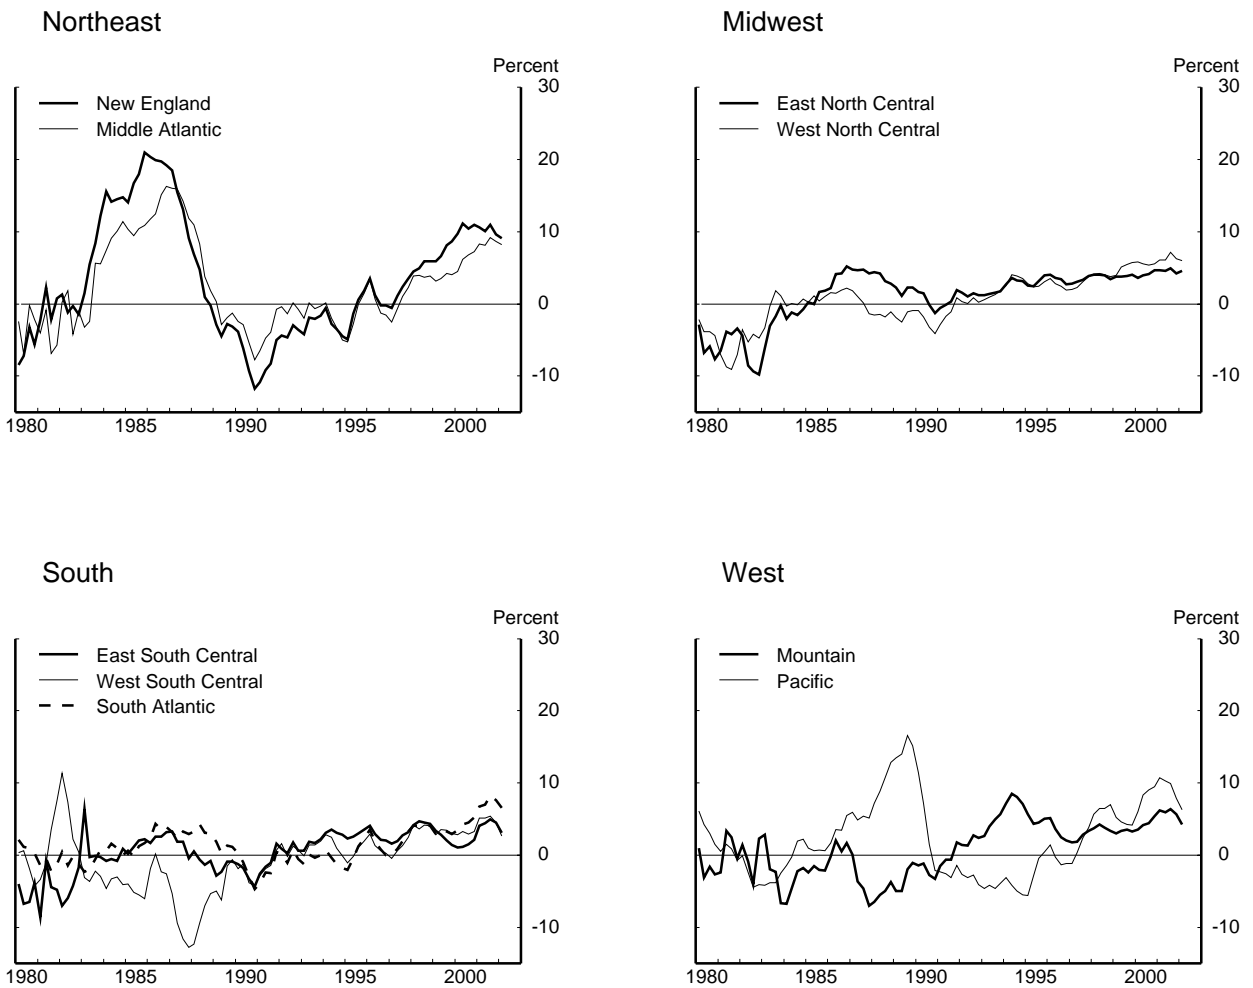 Northeast
Percent
30
20
10
0
-10
New England
Middle Atlantic
1980 1985 1990 1995 2000
Midwest
Percent
30
20
10
0
-10
East North Central
West North Central
1980 1985 1990 1995 2000
South
Percent
30
20
10
0
-10
East South Central
West South Central
South Atlantic
1980 1985 1990 1995 2000
West
Percent
30
20
10
0
-10
Mountain
Pacific
1980 1985 1990 1995 2000